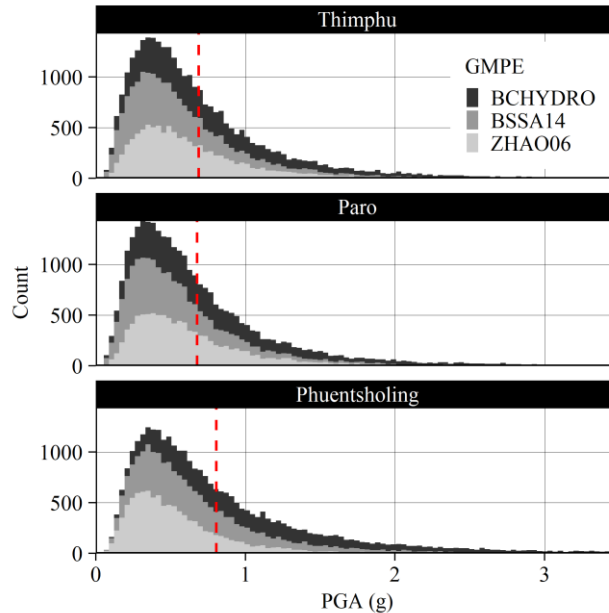 Thimphu
GMPE
BCHYDRO
BSSA14
ZHAO06
1000
500
0
Paro
1000
500
0
Count
Phuentsholing
1000
500
0
0 1 2 3
PGA (g)